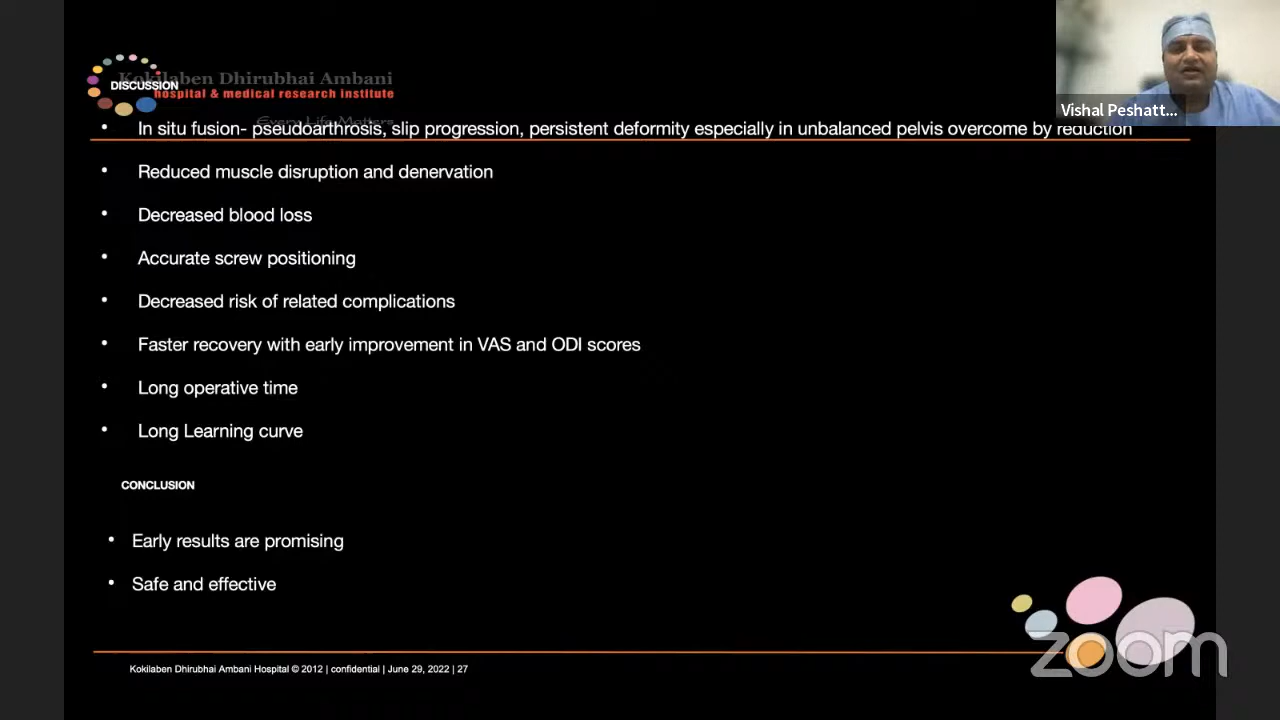 Kokilaben Dhirubhai Ambani
DISCUSSION
hospital & medical research institute
Every Life Matters
Vishal Peshatt...
• In situ fusion- pseudoarthrosis, slip progression, persistent deformity especially in unbalanced pelvis overcome by reduction
• Reduced muscle disruption and denervation
• Decreased blood loss
• Accurate screw positioning
• Decreased risk of related complications
• Faster recovery with early improvement in VAS and ODI scores
• Long operative time
• Long Learning curve
CONCLUSION
• Early results are promising
• Safe and effective
zoom
Kokilaben Dhirubhai Ambani Hospital © 2012 | confidential | June 29, 2022 | 27